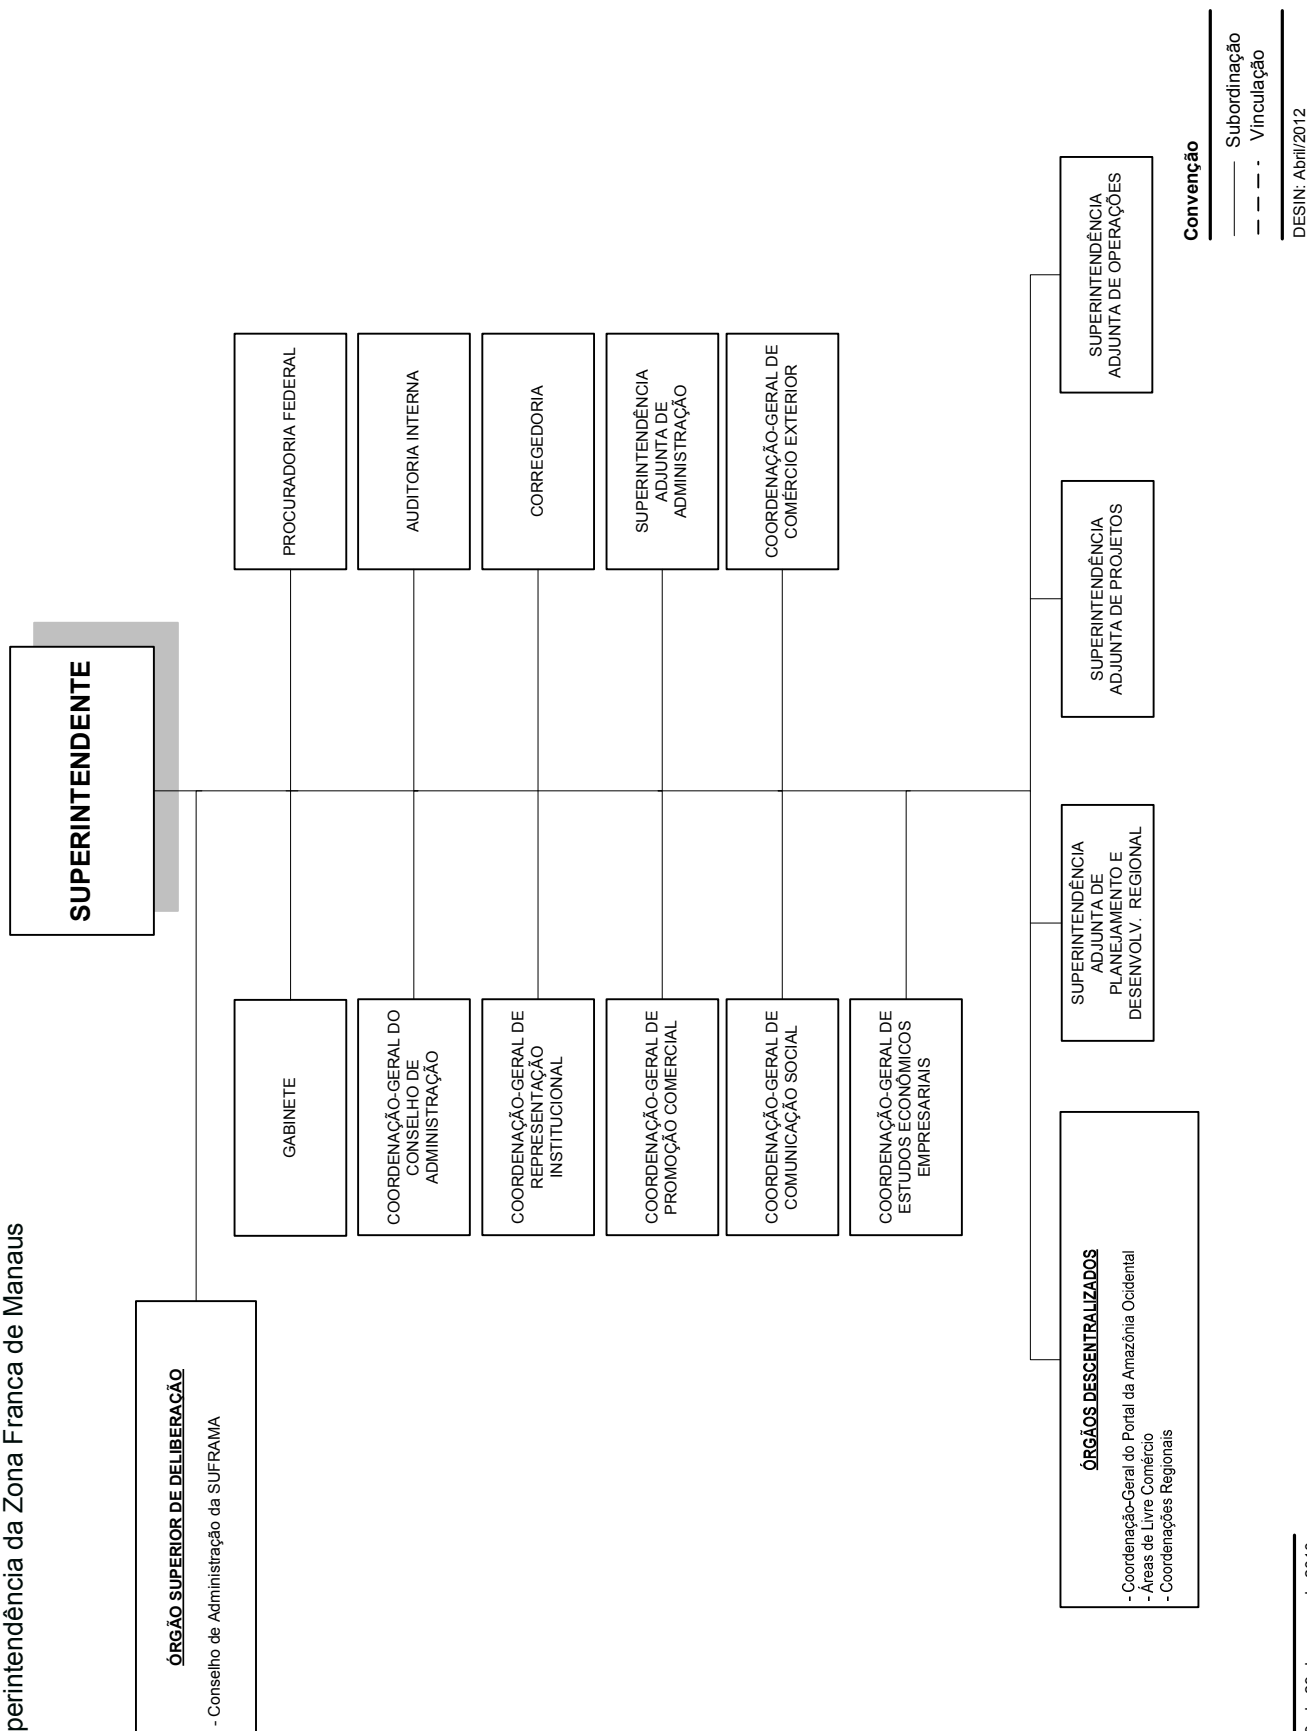 da Zona Franca de Manaus
SUPERINTENDENTE
ÓRGÃO SUPERIOR DE DELIBERAÇÃO
- Conselho de Administração da SUFRAMA
GABINETE
PROCURADORIA FEDERAL
COORDENAÇÃO-GERAL DO
CONSELHO DE
ADMINISTRAÇÃO
AUDITORIA INTERNA
COORDENAÇÃO-GERAL DE
REPRESENTAÇÃO
INSTITUCIONAL
CORREGEDORIA
COORDENAÇÃO-GERAL DE
PROMOÇÃO COMERCIAL
SUPERINTENDÊNCIA
ADJUNTA DE
ADMINISTRAÇÃO
COORDENAÇÃO-GERAL DE
COMUNICAÇÃO SOCIAL
COORDENAÇÃO-GERAL DE
COMÉRCIO EXTERIOR
COORDENAÇÃO-GERAL DE
ESTUDOS ECONÔMICOS
EMPRESARIAIS
ÓRGÃOS DESCENTRALIZADOS
- Coordenação-Geral do Portal da Amazônia Ocidental
- Áreas de Livre Comércio
- Coordenações Regionais
SUPERINTENDÊNCIA
ADJUNTA DE
PLANEJAMENTO E
DESENVOLV. REGIONAL
SUPERINTENDÊNCIA
ADJUNTA DE PROJETOS
SUPERINTENDÊNCIA
ADJUNTA DE OPERAÇÕES
Convenção
Subordinação
Vinculação
DESIN: Abril/2012